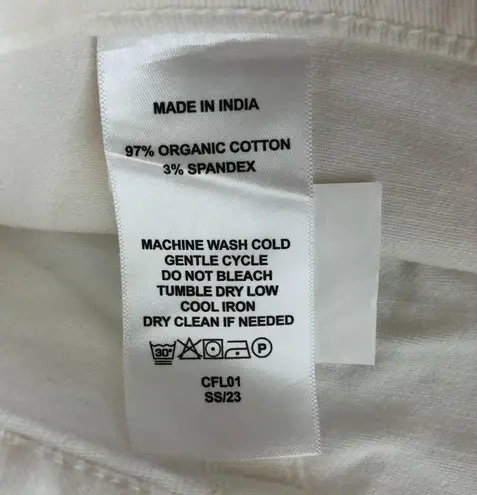 MADE IN INDIA
97% ORGANIC COTTON
3% SPANDEX
MACHINE WASH COLD
GENTLE CYCLE
DO NOT BLEACH
TUMBLE DRY LOW
COOL IRON
DRY CLEAN IF NEEDED
30° P
CFL01
SS/23